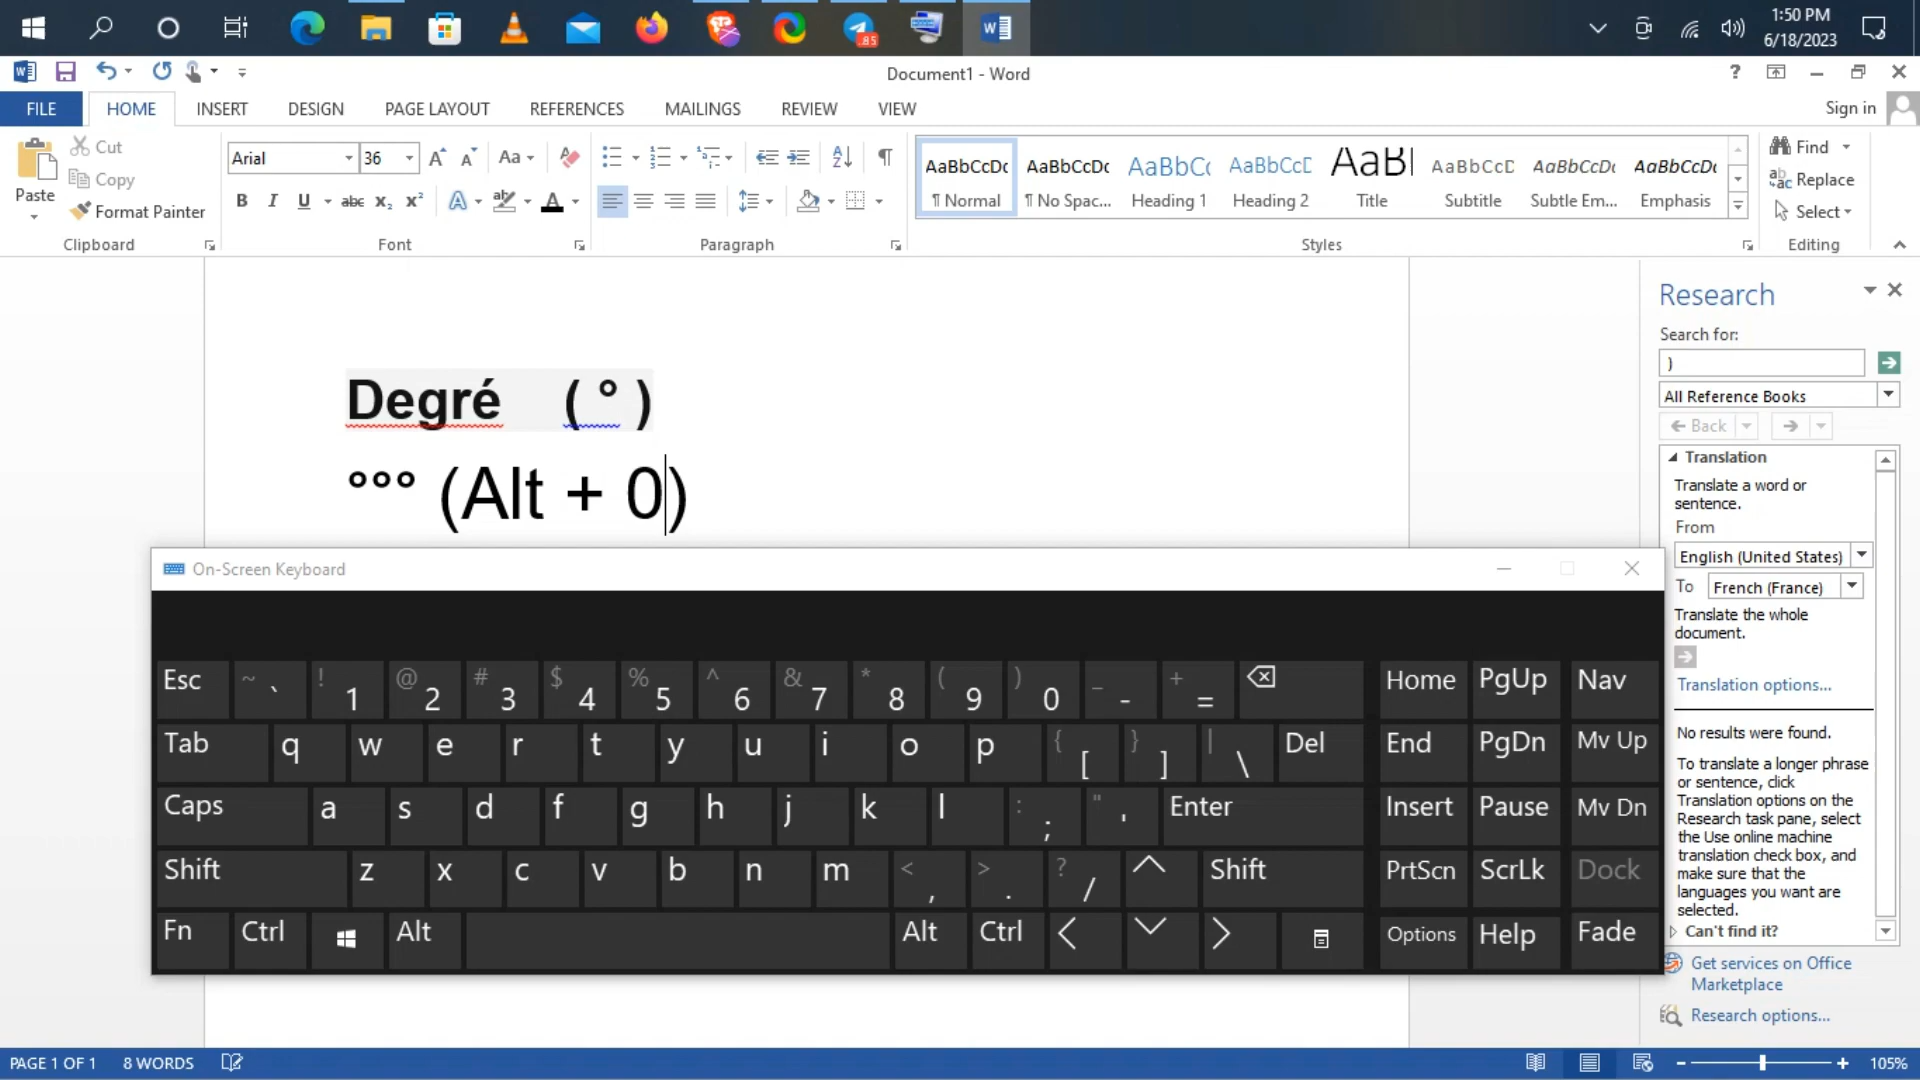 85
1:50 PM
6/18/2023
Document1 - Word
?
FILE
HOME
INSERT
DESIGN
PAGE LAYOUT
REFERENCES
MAILINGS
REVIEW
VIEW
Sign in
Paste
Cut
Copy
Format Painter
Clipboard
Arial
36
Font
Paragraph
AaBbCcDc
¶ Normal
AaBbCcDc
¶ No Spac...
AaBbCc
Heading 1
AaBbCcD
Heading 2
AaBl
Title
AaBbCcD
Subtitle
AaBbCcDc
Subtle Em...
AaBbCcDc
Emphasis
Styles
Find
Replace
Select
Editing
Degré ( ° )
°°° (Alt + 0)
Research
Search for:
)
All Reference Books
Back
Translation
Translate a word or
sentence.
From
English (United States)
To French (France)
Translate the whole
document.
Translation options...
No results were found.
To translate a longer phrase
or sentence, click
Translation options on the
Research task pane, select
the Use online machine
translation check box, and
make sure that the
languages you want are
selected.
Can't find it?
Get services on Office
Marketplace
Research options...
On-Screen Keyboard
Esc ~ ` ! 1 @ 2 # 3 $ 4 % 5 ^ 6 & 7 * 8 ( 9 ) 0 _ - + = Home PgUp Nav
Tab q w e r t y u i o p { [ } ] | \ Del End PgDn Mv Up
Caps a s d f g h j k l : ; " ' Enter Insert Pause Mv Dn
Shift z x c v b n m < , > . ? / Shift PrtScn ScrLk Dock
Fn Ctrl Alt Alt Ctrl Options Help Fade
PAGE 1 OF 1
8 WORDS
105%